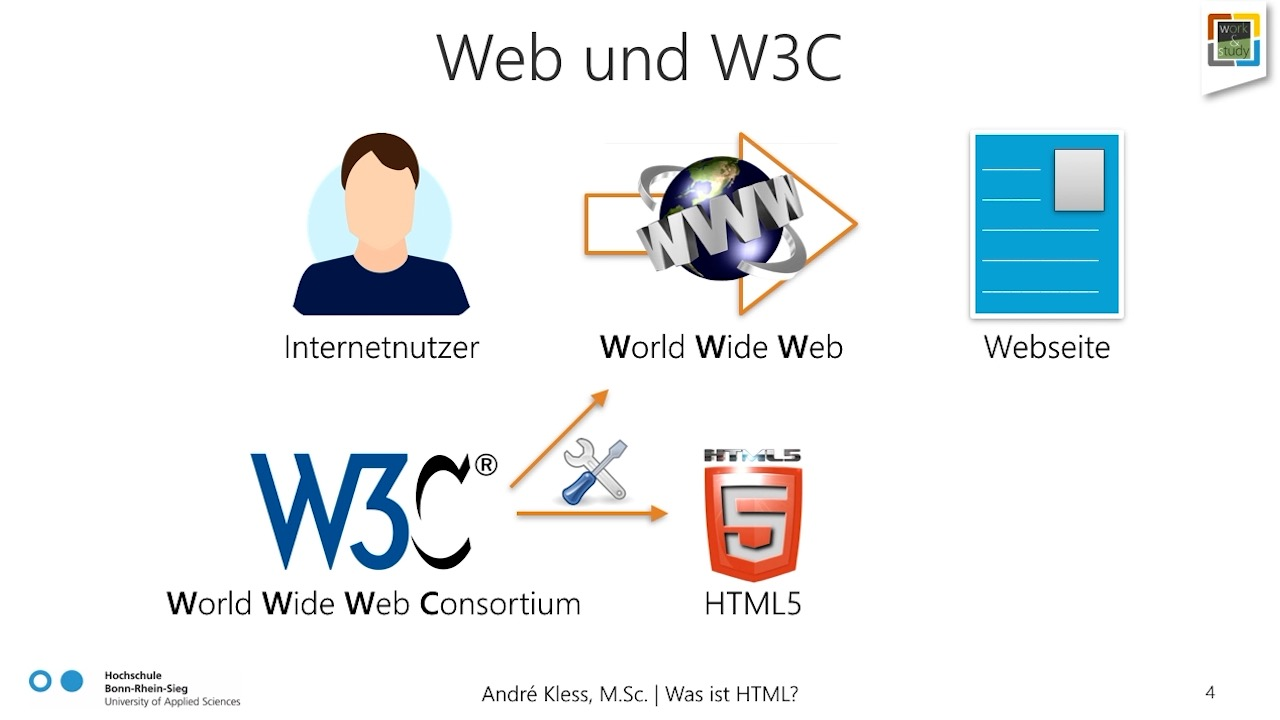 Web und W3C
work
&
study
WWW
Internetnutzer
World Wide Web
Webseite
W3C®
HTML5
5
World Wide Web Consortium
HTML5
Hochschule
Bonn-Rhein-Sieg
University of Applied Sciences
André Kless, M.Sc. | Was ist HTML?
4